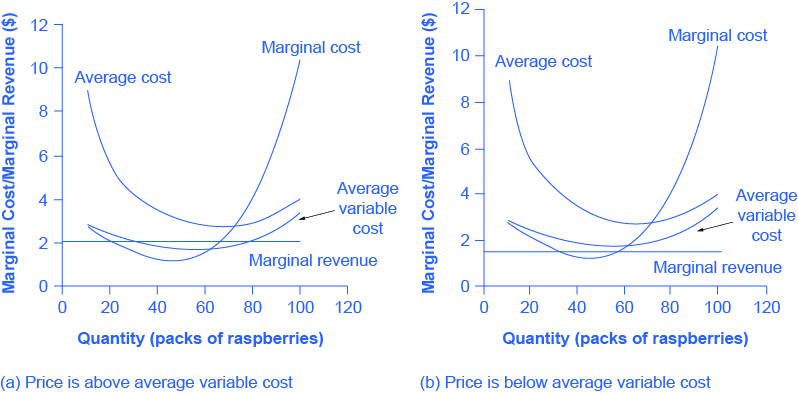 Marginal Cost/Marginal Revenue ($)
12
10
8
6
4
2
0
Average cost
Marginal cost
Average
variable
cost
Marginal revenue
0 20 40 60 80 100 120
Quantity (packs of raspberries)
(a) Price is above average variable cost
Marginal Cost/Marginal Revenue ($)
12
10
8
6
4
2
0
Average cost
Marginal cost
Average
variable
cost
Marginal revenue
0 20 40 60 80 100 120
Quantity (packs of raspberries)
(b) Price is below average variable cost